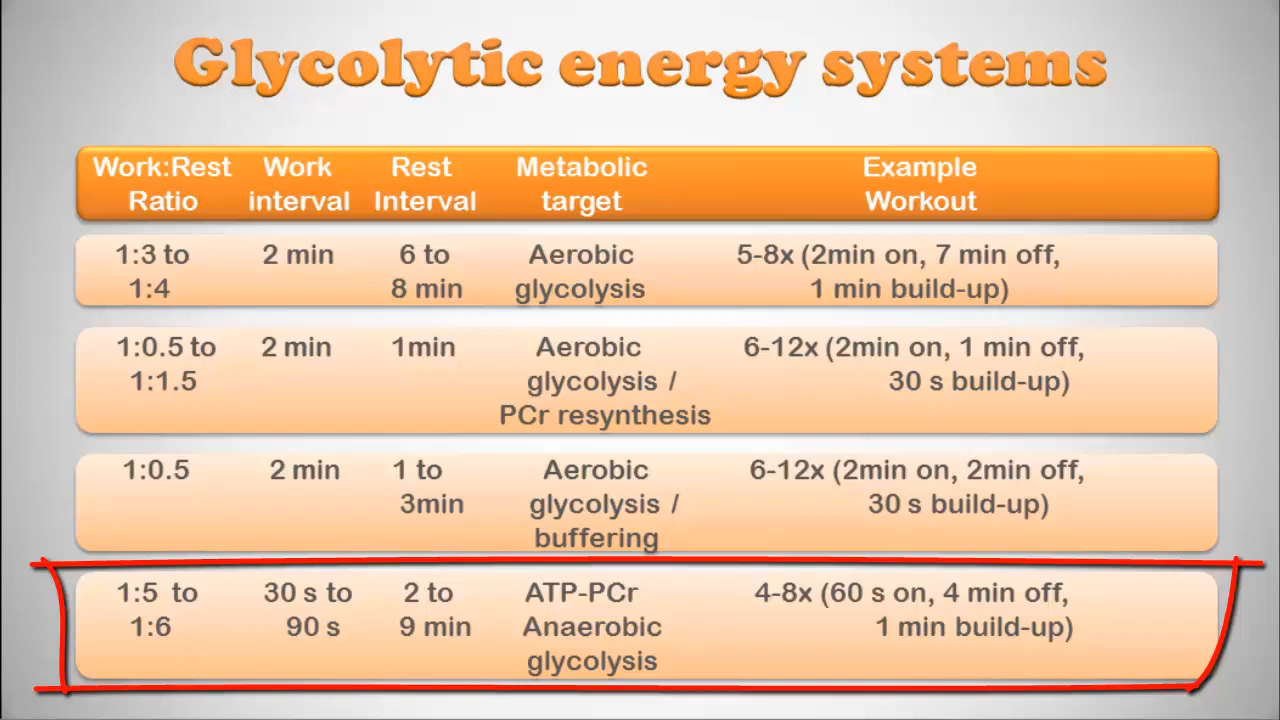 Glycolytic energy systems
Work:Rest Ratio
Work interval
Rest Interval
Metabolic target
Example Workout
1:3 to
1:4
2 min
6 to
8 min
Aerobic
glycolysis
5-8x (2min on, 7 min off,
1 min build-up)
1:0.5 to
1:1.5
2 min
1min
Aerobic
glycolysis /
PCr resynthesis
6-12x (2min on, 1 min off,
30 s build-up)
1:0.5
2 min
1 to
3min
Aerobic
glycolysis /
buffering
6-12x (2min on, 2min off,
30 s build-up)
1:5 to
1:6
30 s to
90 s
2 to
9 min
ATP-PCr
Anaerobic
glycolysis
4-8x (60 s on, 4 min off,
1 min build-up)